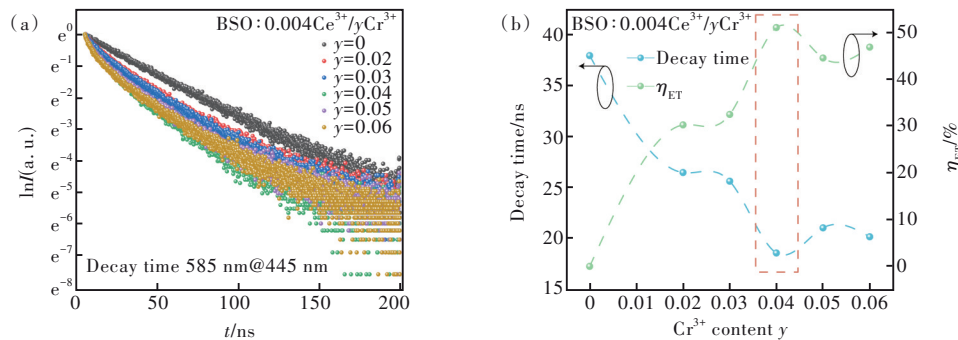 (a)
BSO：0.004Ce³⁺/yCr³⁺
y=0
y=0.02
y=0.03
y=0.04
y=0.05
y=0.06
Decay time 585 nm@445 nm
lnI(a. u.)
e⁰
e⁻¹
e⁻²
e⁻³
e⁻⁴
e⁻⁵
e⁻⁶
e⁻⁷
e⁻⁸
0 50 100 150 200
t/ns
(b)
BSO：0.004Ce³⁺/yCr³⁺
Decay time
η_ET
Decay time/ns
40
35
30
25
20
15
50
40
30
20
10
0
η_ET/%
0 0.01 0.02 0.03 0.04 0.05 0.06
Cr³⁺ content y